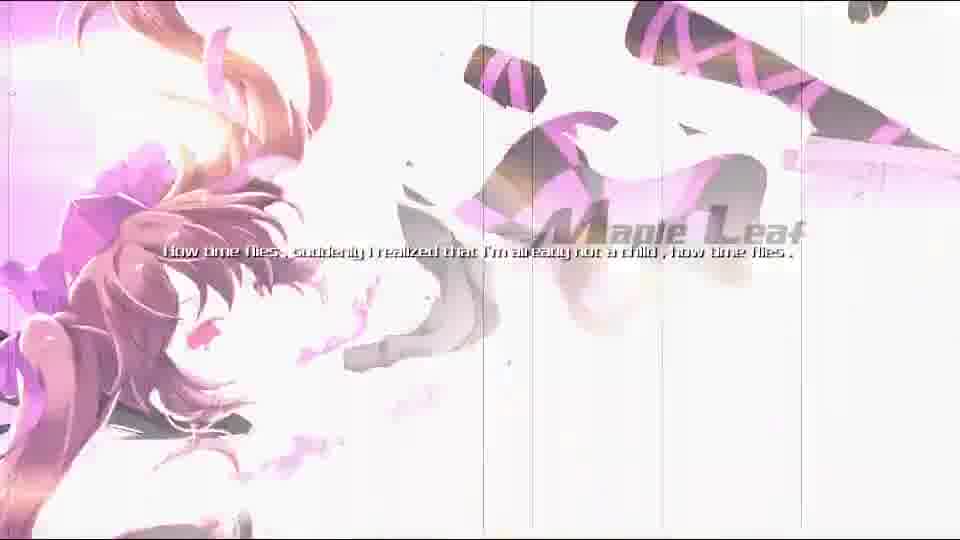 Maple Leaf
How time flies , suddenly I realized that I'm already not a child , how time flies .